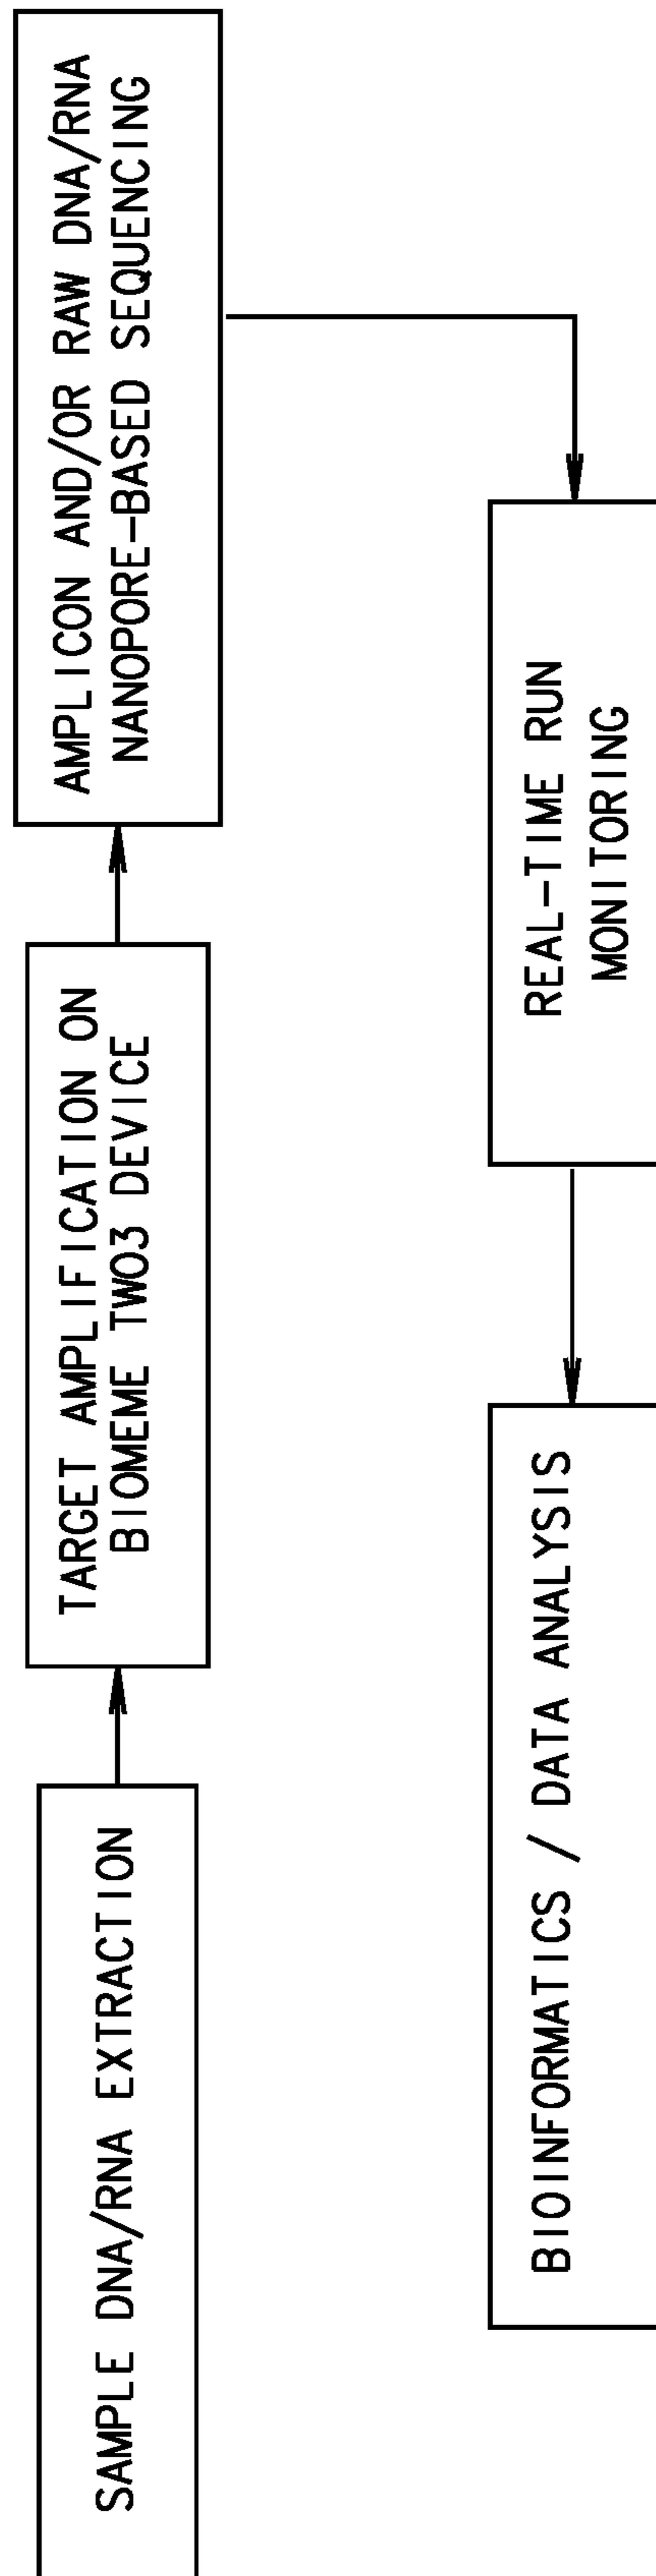 SAMPLE DNA/RNA EXTRACTION
TARGET AMPLIFICATION ON
BIOMEME TWO3 DEVICE
AMPLICON AND/OR RAW DNA/RNA
NANOPORE-BASED SEQUENCING
REAL-TIME RUN
MONITORING
BIOINFORMATICS / DATA ANALYSIS